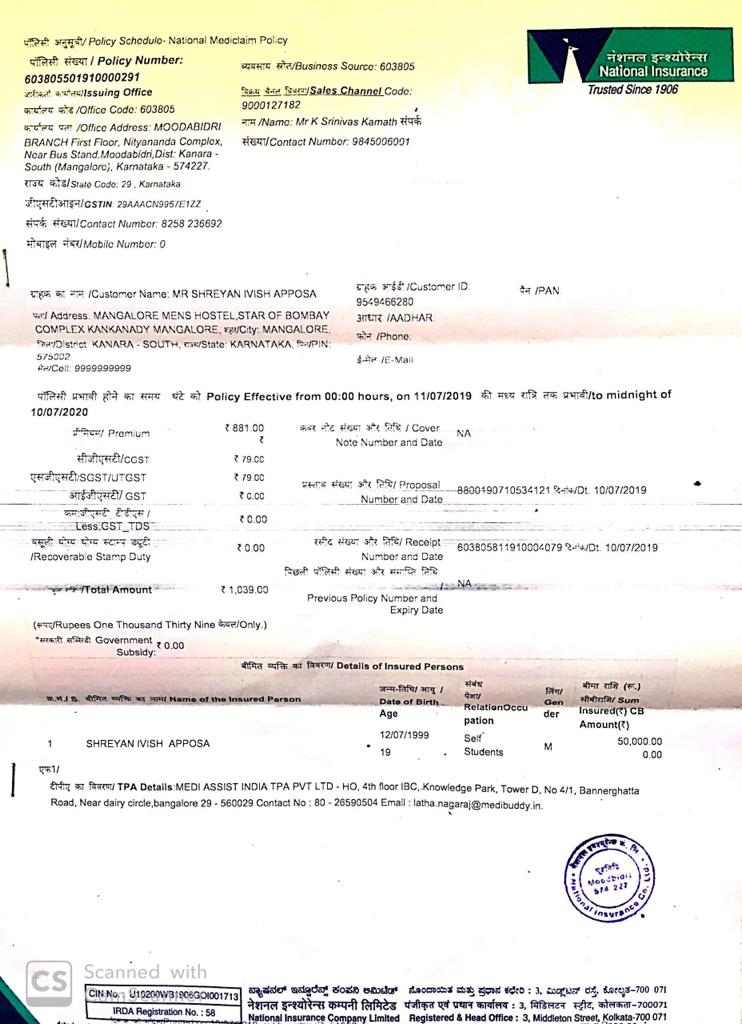 पॉलिसी अनुसूची/ Policy Schedule- National Mediclaim Policy
पॉलिसी संख्या / Policy Number:
603805501910000291
जारीकर्ता कार्यालय/Issuing Office
कार्यालय कोड /Office Code: 603805
कार्यालय पता /Office Address: MOODABIDRI
BRANCH First Floor, Nityananda Complex,
Near Bus Stand,Moodabidri,Dist: Kanara -
South (Mangalore), Karnataka - 574227.
राज्य कोड/State Code: 29 , Karnataka
जीएसटीआइन/GSTIN: 29AAACN9957E1ZZ
संपर्क संख्या/Contact Number: 8258 236692
मोबाइल नंबर/Mobile Number: 0
व्यवसाय स्रोत/Business Source: 603805
विक्रय चैनल विवरण/Sales Channel Code:
9000127182
नाम /Name: Mr K Srinivas Kamath संपर्क
संख्या/Contact Number: 9845006001
नेशनल इन्श्योरेन्स
National Insurance
Trusted Since 1906
ग्राहक का नाम /Customer Name: MR SHREYAN IVISH APPOSA
पता/ Address: MANGALORE MENS HOSTEL,STAR OF BOMBAY
COMPLEX KANKANADY MANGALORE, शहर/City: MANGALORE,
जिला/District: KANARA - SOUTH, राज्य/State: KARNATAKA, पिन/PIN:
575002
सेल/Cell: 9999999999
ग्राहक आईडी /Customer ID:
9549466280
आधार /AADHAR:
फोन /Phone:
ई-मेल /E-Mail
पैन /PAN
पॉलिसी प्रभावी होने का समय घंटे को Policy Effective from 00:00 hours, on 11/07/2019 की मध्य रात्रि तक प्रभावी/to midnight of
10/07/2020
प्रीमियम/ Premium ₹ 881.00
₹
सीजीएसटी/CGST ₹ 79.00
एसजीएसटी/SGST/UTGST ₹ 79.00
आईजीएसटी/ GST ₹ 0.00
कम:जीएसटी टीडीएस /
Less:GST_TDS ₹ 0.00
वसूली योग्य योग्य स्टाम्प ड्यूटी
/Recoverable Stamp Duty ₹ 0.00
/Total Amount ₹ 1,039.00
कवर नोट संख्या और तिथि / Cover
Note Number and Date NA
प्रस्ताव संख्या और तिथि/ Proposal
Number and Date 8800190710534121 दिनांक/Dt. 10/07/2019
रसीद संख्या और तिथि/ Receipt
Number and Date 603805811910004079 दिनांक/Dt. 10/07/2019
पिछली पॉलिसी संख्या और समाप्ति तिथि
/ NA
Previous Policy Number and
Expiry Date
(रूपए/Rupees One Thousand Thirty Nine केवल/Only.)
*सरकारी सब्सिडी Government
Subsidy: ₹ 0.00
बीमित व्यक्ति का विवरण/ Details of Insured Persons
क्र.सं./ S. बीमित व्यक्ति का नाम/ Name of the Insured Person
जन्म-तिथि/ आयु /
Date of Birth
Age
संबंध
पेशा/
RelationOccu
pation
लिंग/
Gen
der
बीमा राशि (रू.)
सीबीराशि/ Sum
Insured(₹) CB
Amount(₹)
1 SHREYAN IVISH APPOSA 12/07/1999 Self M 50,000.00
19 Students 0.00
एफ1/
टीपीए का विवरण/ TPA Details:MEDI ASSIST INDIA TPA PVT LTD - HO, 4th floor IBC, Knowledge Park, Tower D, No 4/1, Bannerghatta
Road, Near dairy circle,bangalore 29 - 560029 Contact No : 80 - 26590504 Email : latha.nagaraj@medibuddy.in.
Moodbidri
574 227
National Insurance Co. Ltd.
CS Scanned with
CIN No. U10200WB1906GOI001713
IRDA Registration No. : 58
ನ್ಯಾಷನಲ್ ಇನ್ಶೂರೆನ್ಸ್ ಕಂಪನಿ ಲಿಮಿಟೆಡ್ ನೊಂದಾಯಿತ ಮತ್ತು ಪ್ರಧಾನ ಕಛೇರಿ : 3, ಮಿಡ್ಲ್‌ಟನ್ ರಸ್ತೆ, ಕೋಲ್ಕತ-700 071
नेशनल इन्श्योरेन्स कम्पनी लिमिटेड पंजीकृत एवं प्रधान कार्यालय : 3, मिडिलटन स्ट्रीट, कोलकाता-700071
National Insurance Company Limited Registered & Head Office : 3, Middleton Street, Kolkata-700 071